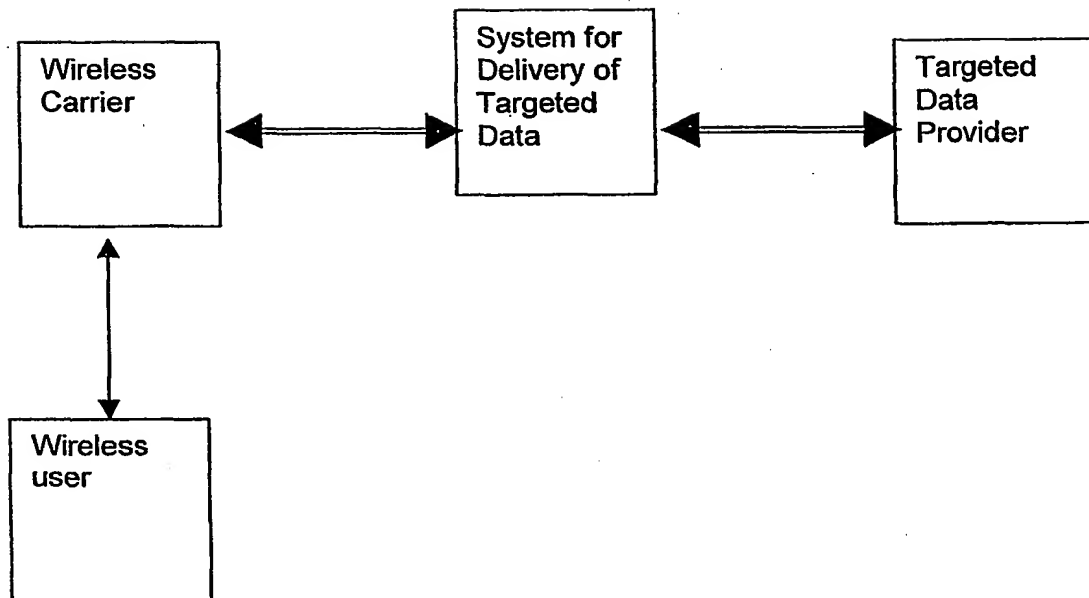 Wireless
Carrier
System for
Delivery of
Targeted
Data
Targeted
Data
Provider
Wireless
user